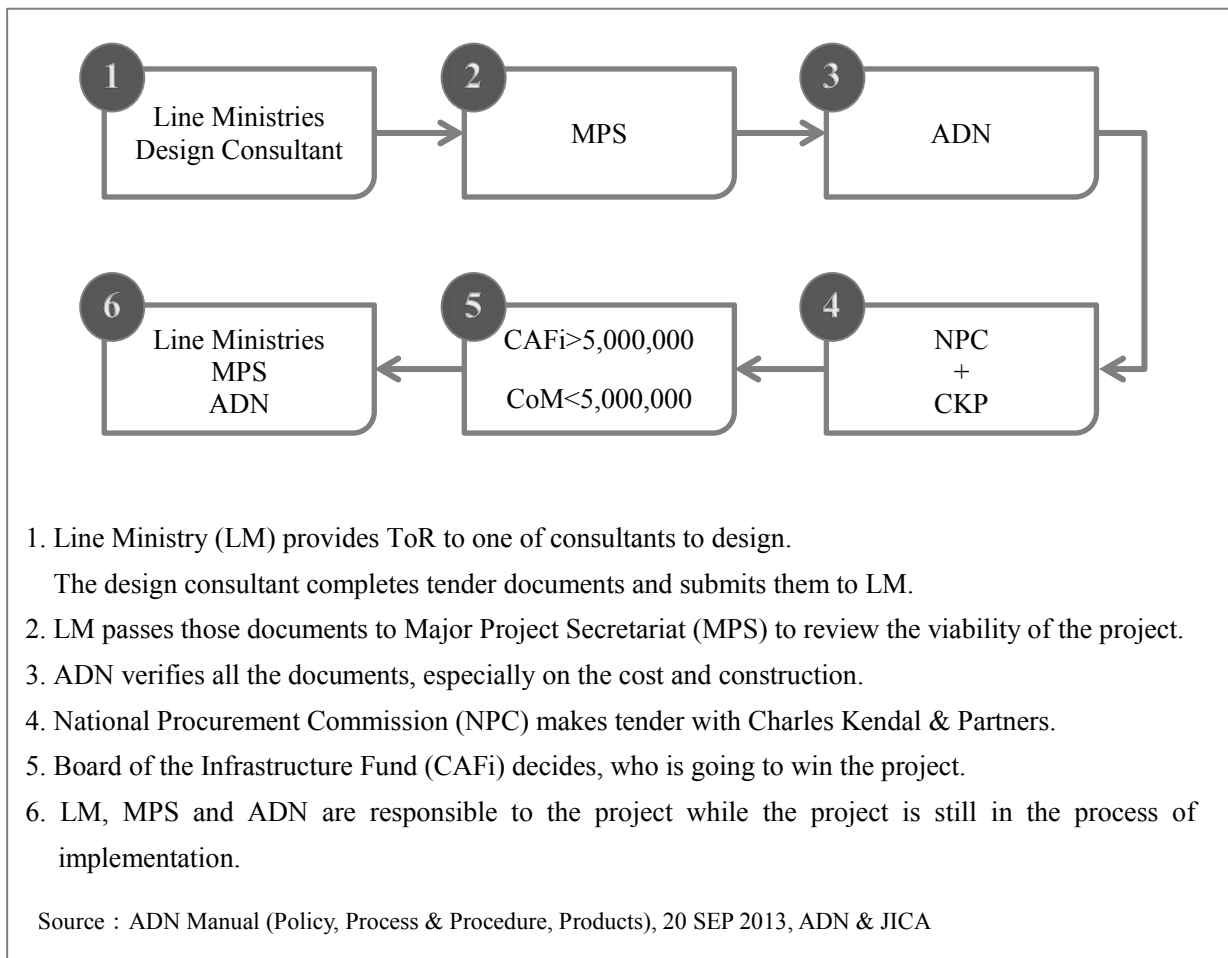 1
Line Ministries
Design Consultant
2
MPS
3
ADN
4
NPC
+
CKP
5
CAFi>5,000,000
CoM<5,000,000
6
Line Ministries
MPS
ADN
1. Line Ministry (LM) provides ToR to one of consultants to design.
The design consultant completes tender documents and submits them to LM.
2. LM passes those documents to Major Project Secretariat (MPS) to review the viability of the project.
3. ADN verifies all the documents, especially on the cost and construction.
4. National Procurement Commission (NPC) makes tender with Charles Kendal & Partners.
5. Board of the Infrastructure Fund (CAFi) decides, who is going to win the project.
6. LM, MPS and ADN are responsible to the project while the project is still in the process of
implementation.
Source：ADN Manual (Policy, Process & Procedure, Products), 20 SEP 2013, ADN & JICA